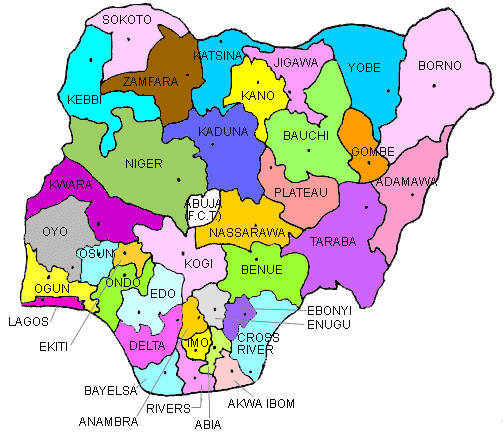 SOKOTO
KATSINA
JIGAWA
YOBE
BORNO
ZAMFARA
KEBBI
KANO
KADUNA
BAUCHI
GOMBE
NIGER
ADAMAWA
KWARA
PLATEAU
ABUJA
(F.C.T.)
OYO
NASSARAWA
TARABA
OSUN
KOGI
BENUE
OGUN
ONDO
EDO
LAGOS
EBONYI
ENUGU
EKITI
DELTA
IMO
CROSS
RIVER
BAYELSA
RIVERS
AKWA IBOM
ANAMBRA
ABIA